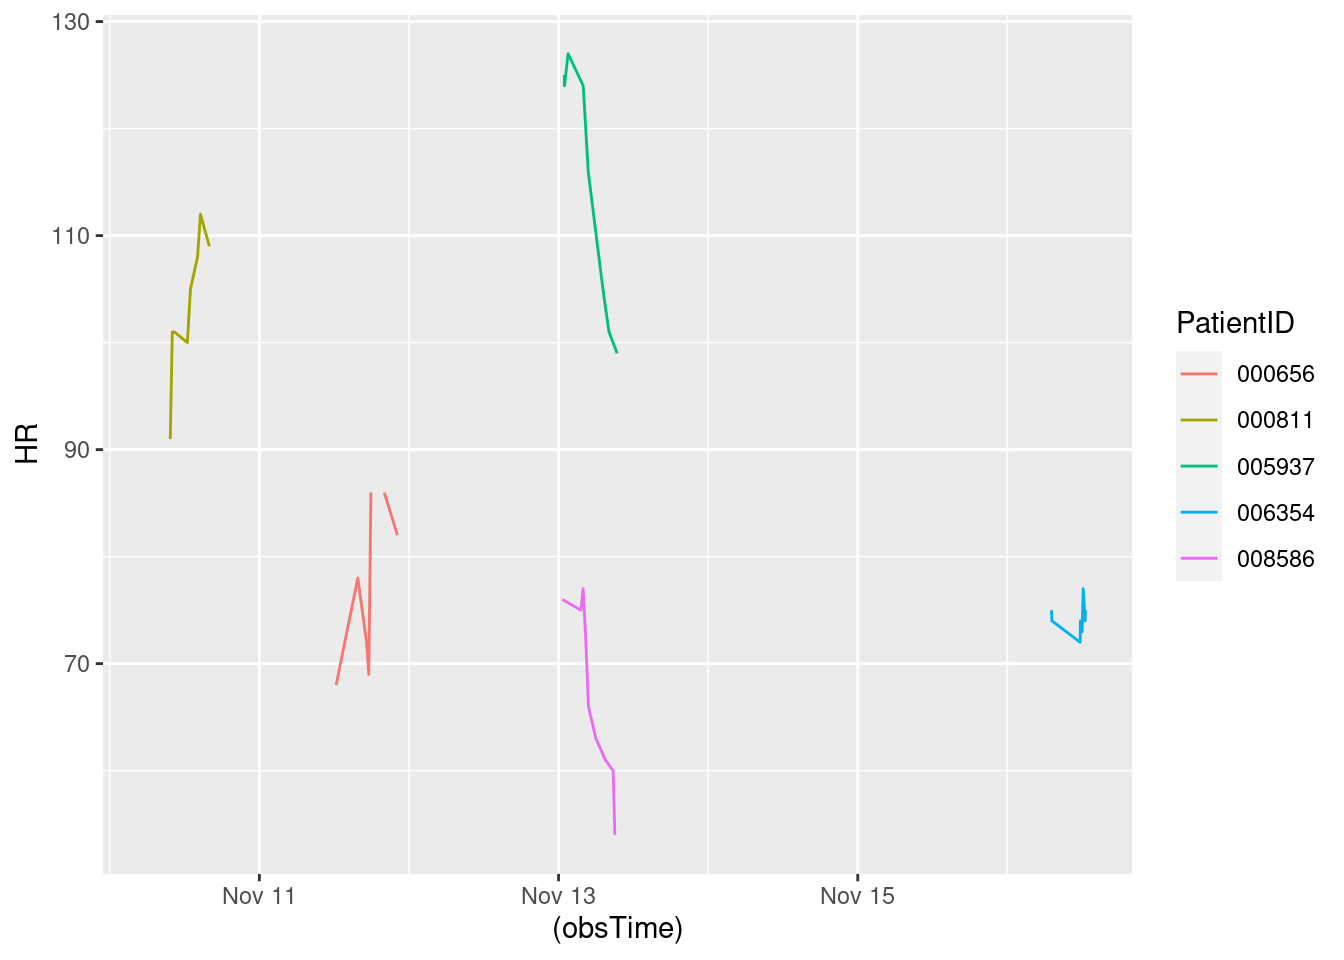 130
110
90
70
HR
Nov 11
Nov 13
Nov 15
(obsTime)
PatientID
000656
000811
005937
006354
008586